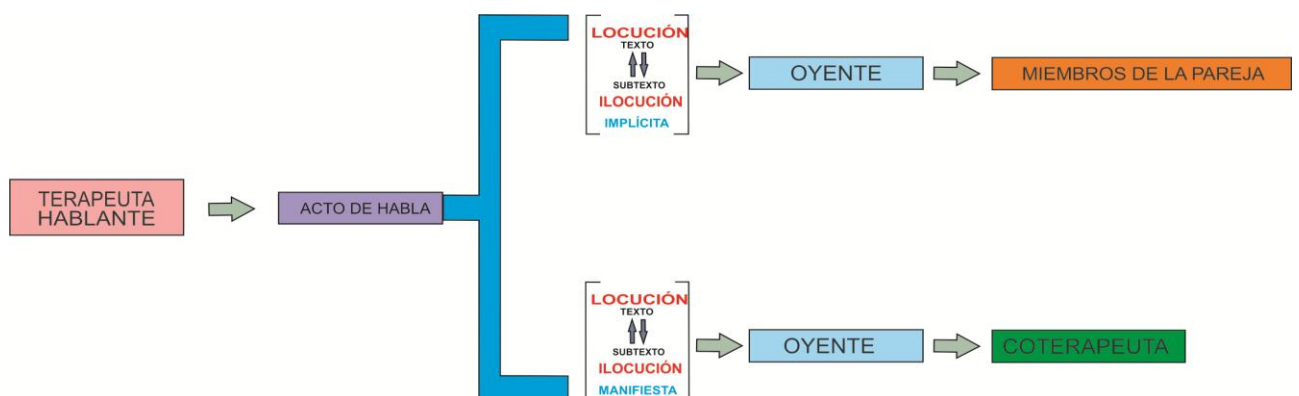 LOCUCIÓN
TEXTO
SUBTEXTO
ILOCUCIÓN
IMPLÍCITA
OYENTE
MIEMBROS DE LA PAREJA
TERAPEUTA
HABLANTE
ACTO DE HABLA
LOCUCIÓN
TEXTO
SUBTEXTO
ILOCUCIÓN
MANIFIESTA
OYENTE
COTERAPEUTA